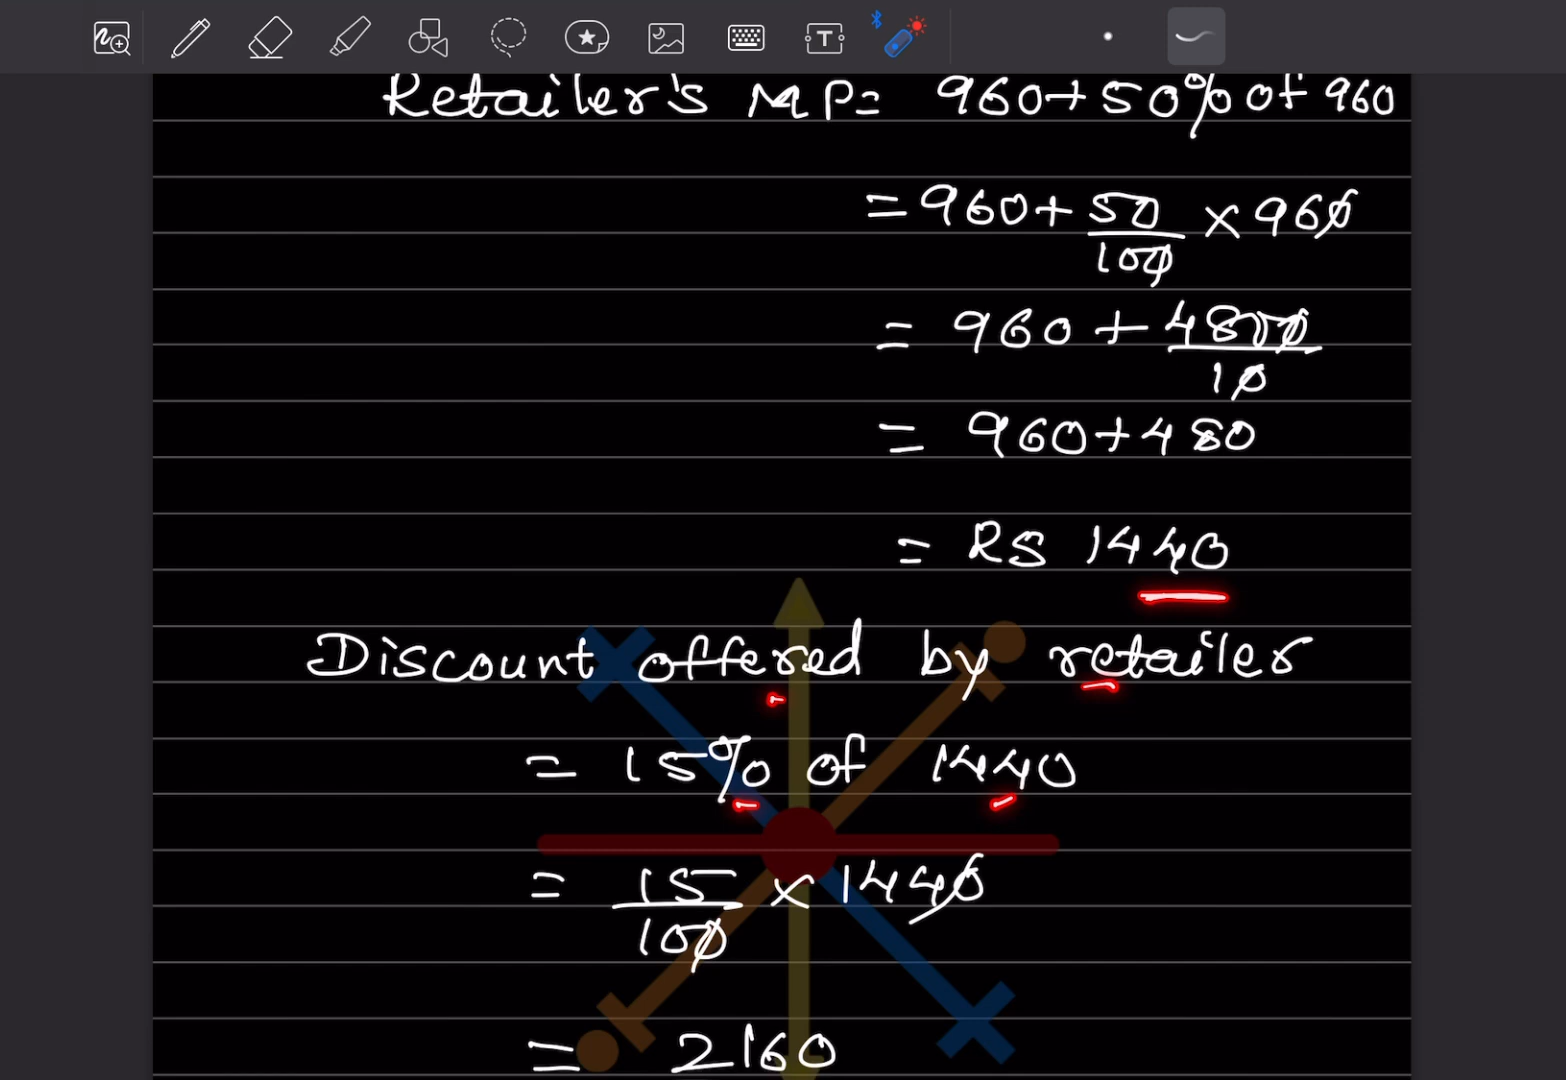 Retailer's MP= 960+50% of 960
= 960+ 50/100 × 960
= 960 + 4800/10
= 960+480
= RS 1440
Discount offered by retailer
= 15% of 1440
= 15/100 × 1440
= 2160